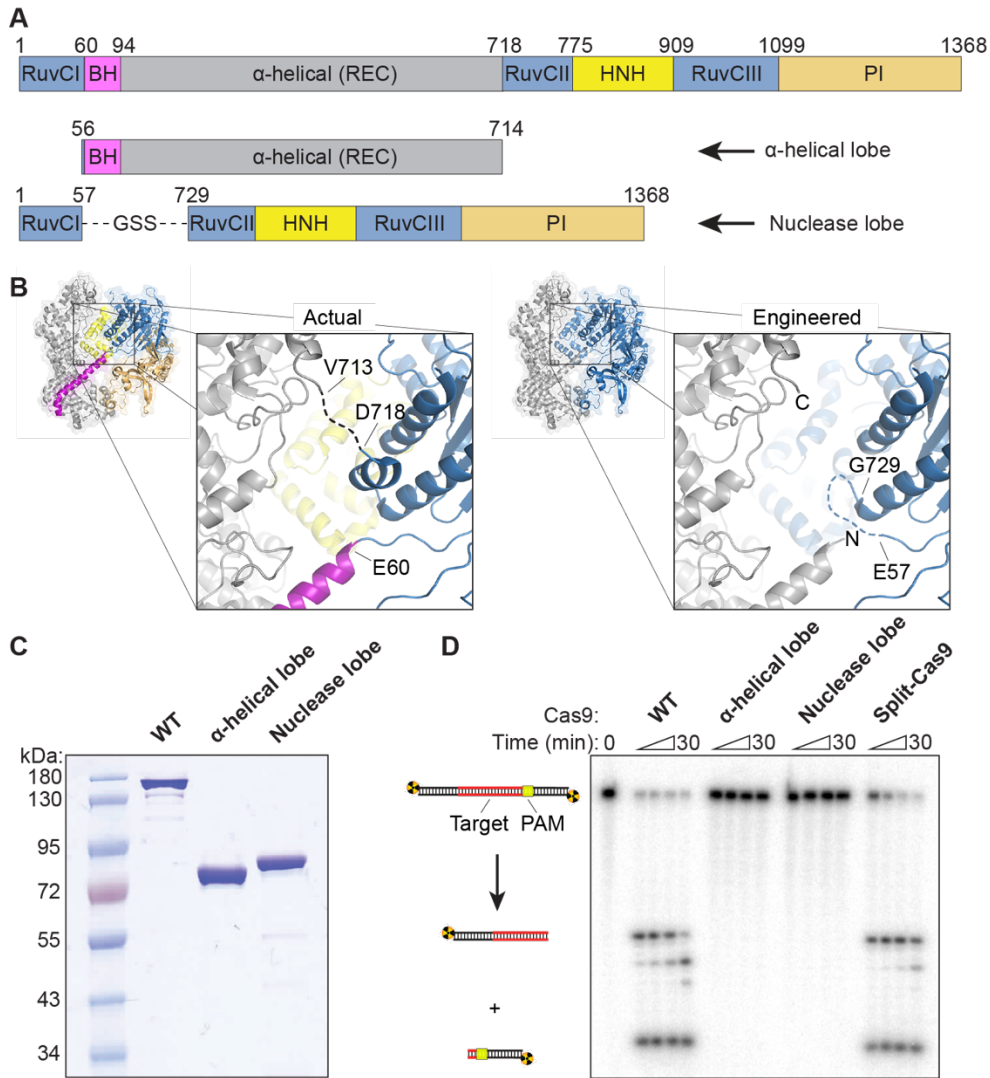 A
1 60 94 718 775 909 1099 1368
RuvCI BH α-helical (REC) RuvCII HNH RuvCIII PI
56 714
BH α-helical (REC) α-helical lobe
1 57 729 1368
RuvCI GSS RuvCII HNH RuvCIII PI Nuclease lobe
B
Actual
V713
D718
E60
Engineered
C
G729
N
E57
C
WT α-helical lobe Nuclease lobe
kDa:
180
130
95
72
55
43
34
D
Cas9: WT α-helical lobe Nuclease lobe Split-Cas9
Time (min): 0 30 30 30 30
Target PAM
+